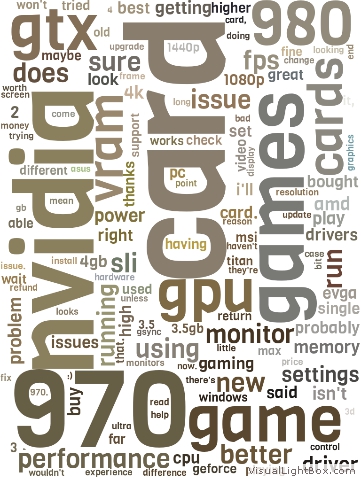 won't tried 4 best getting higher 980
gtx old card, doing
maybe upgrade 1440p fps fine looking end
does sure change
look frame 1080p great
worth screen 4k long issue cards
2 come vram support bad set video display graphics
money trying works check
different asus thanks pc point i'll bought
nvidia card games
gb mean resolution
able power card. reason update amd play
right having msi haven't drivers
issue. install 4gb sli titan they're case bit run
wait refund hardware used unless gpu evga single
problem looks running high 3.5 gsync 3.5gb return probably
issues that. using little monitor memory
monitors now. gaming max price
fix :) there's new settings
970 970. buy read help windows said isn't
ultra far game 3d
3. control
performance cpu better driver
wouldn't experience difference geforce
VisualLightBox.com